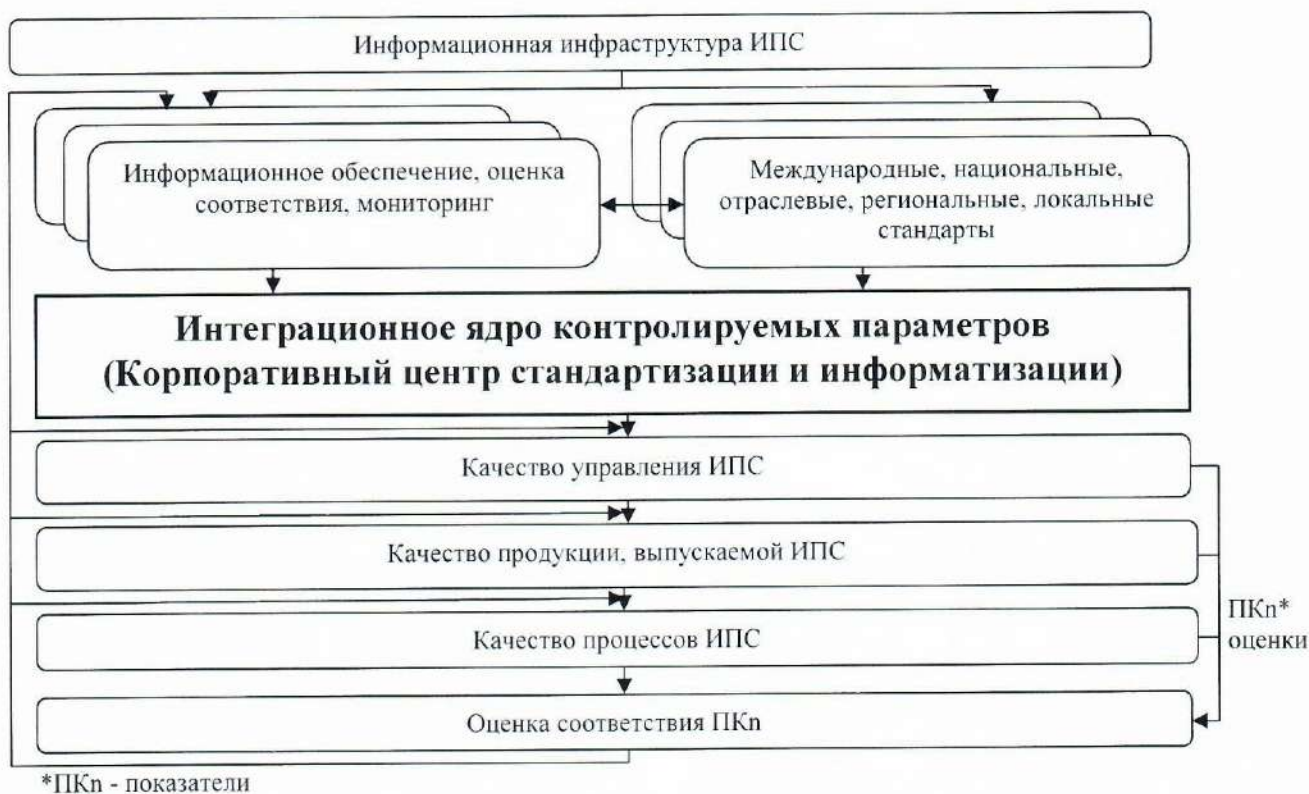 Информационная инфраструктура ИПС
Информационное обеспечение, оценка
соответствия, мониторинг
Международные, национальные,
отраслевые, региональные, локальные
стандарты
Интеграционное ядро контролируемых параметров
(Корпоративный центр стандартизации и информатизации)
Качество управления ИПС
Качество продукции, выпускаемой ИПС
Качество процессов ИПС
ПКn*
оценки
Оценка соответствия ПКn
*ПКn - показатели